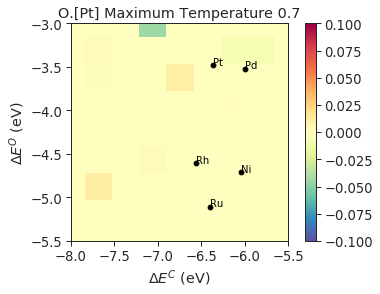 O.[Pt] Maximum Temperature 0.7
−3.0
−3.5
−4.0
−4.5
−5.0
−5.5
ΔE^O (eV)
Pt
Pd
Rh
Ni
Ru
−8.0 −7.5 −7.0 −6.5 −6.0 −5.5
ΔE^C (eV)
0.100
0.075
0.050
0.025
0.000
−0.025
−0.050
−0.075
−0.100